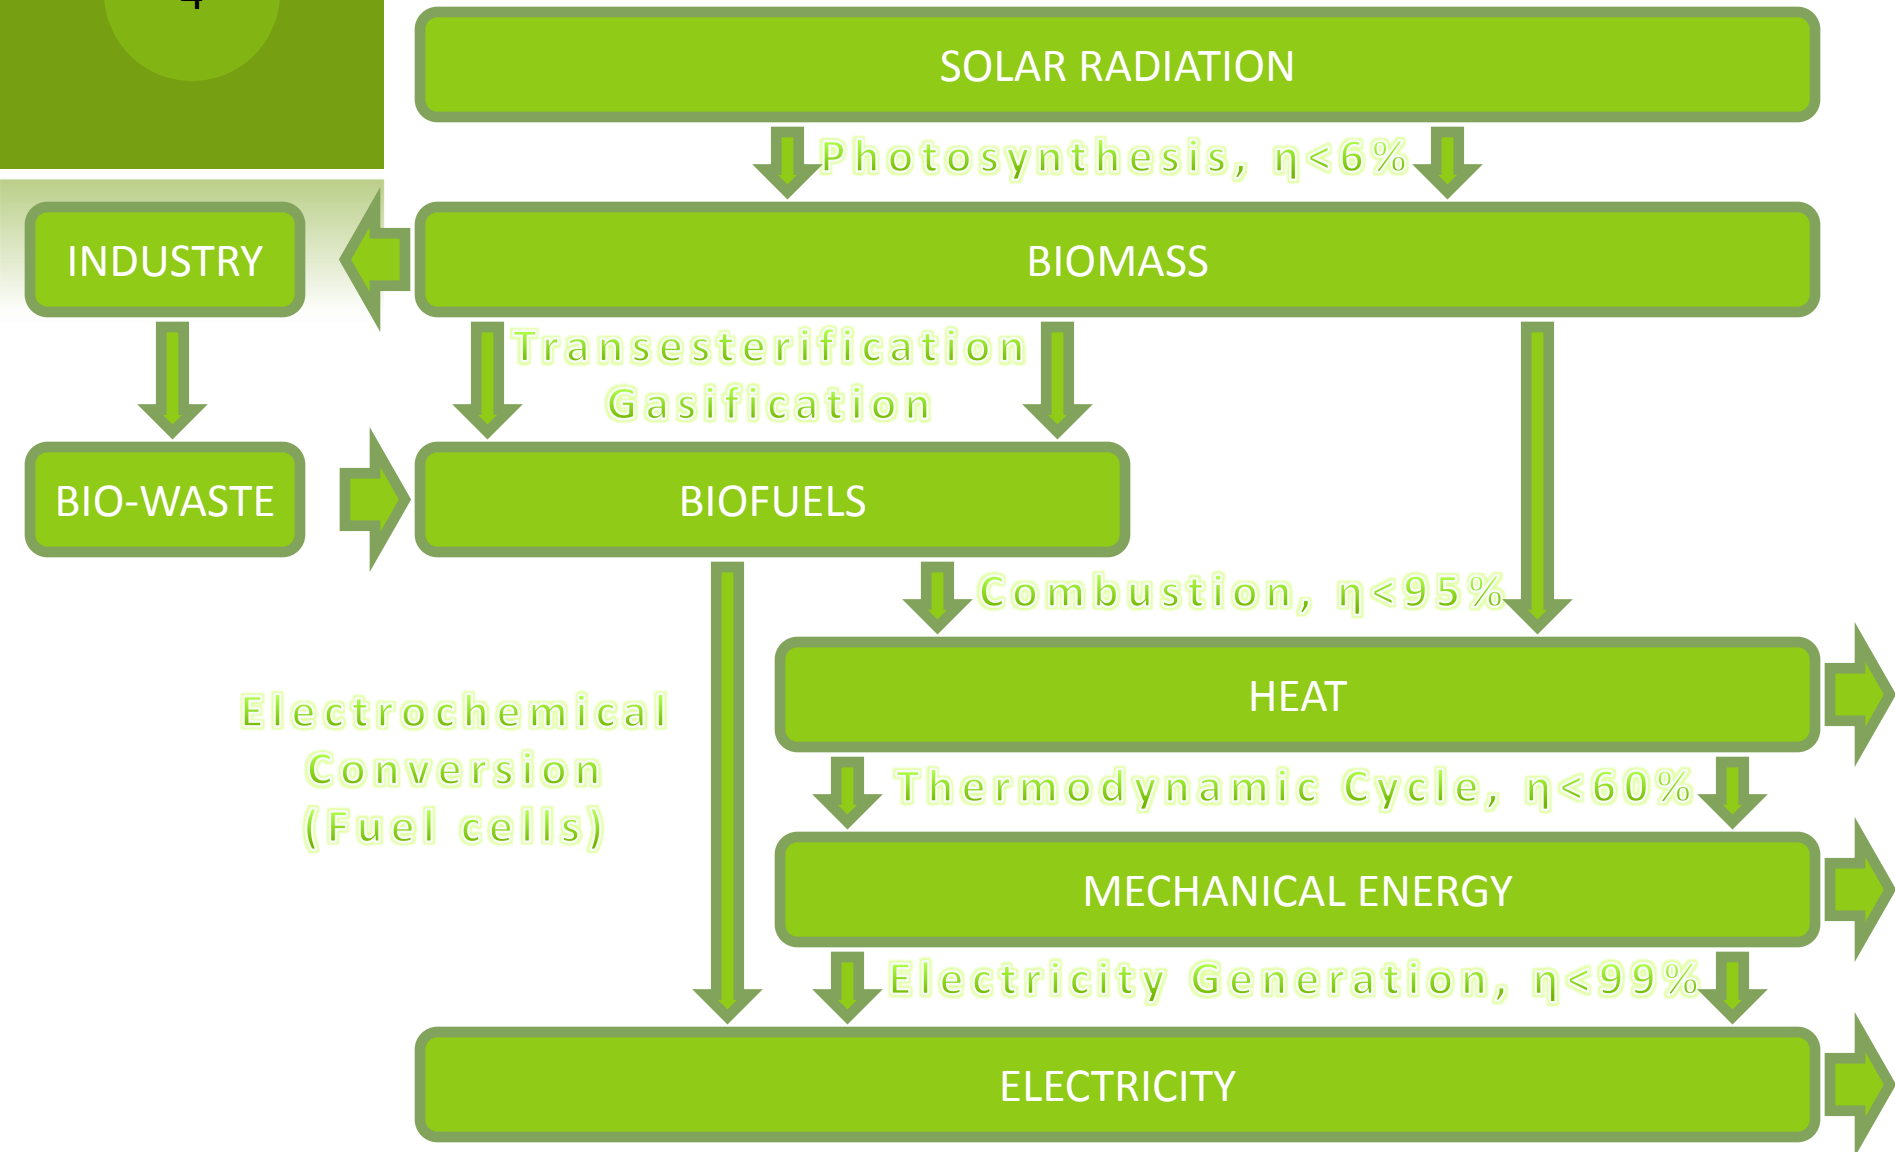 4
SOLAR RADIATION
Photosynthesis, η<6%
INDUSTRY
BIOMASS
Transesterification
Gasification
BIO-WASTE
BIOFUELS
Combustion, η<95%
HEAT
Electrochemical
Conversion
(Fuel cells)
Thermodynamic Cycle, η<60%
MECHANICAL ENERGY
Electricity Generation, η<99%
ELECTRICITY